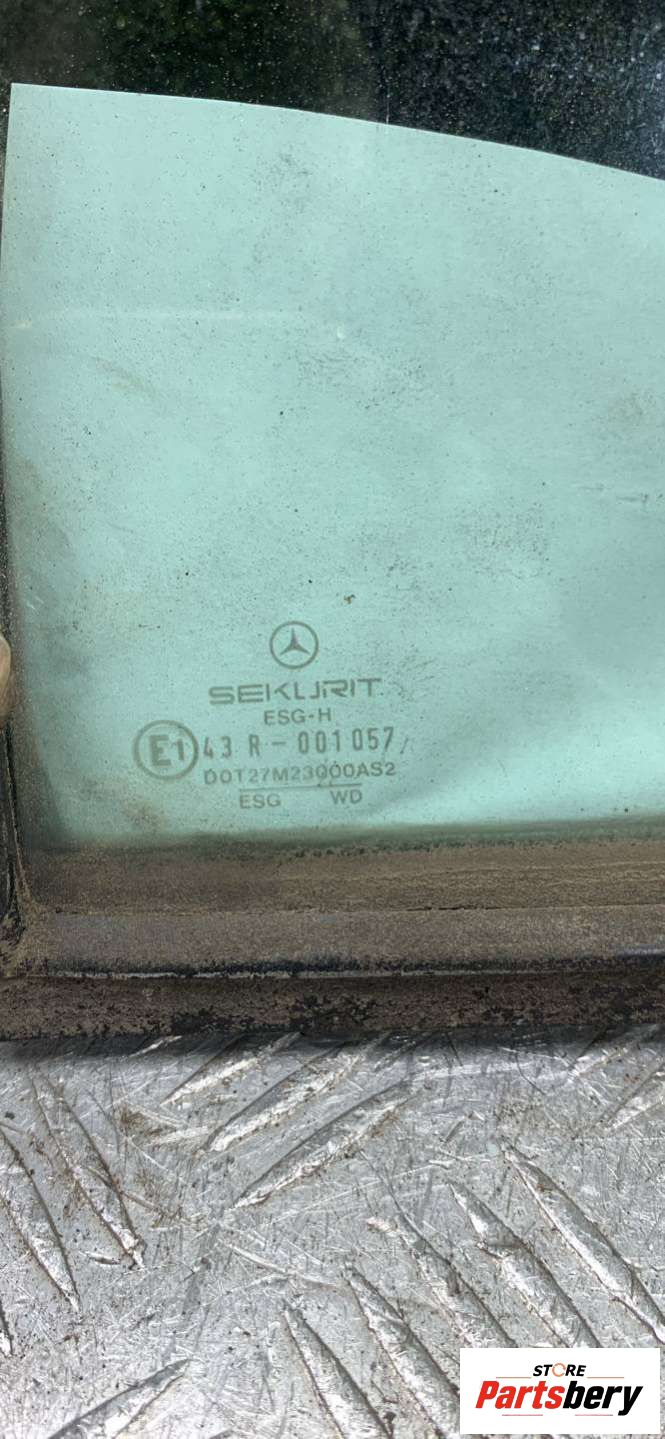 SEKURIT
ESG-H
E1 43 R-001057
DOT27M23000AS2
ESG WD
STORE
Partsbery